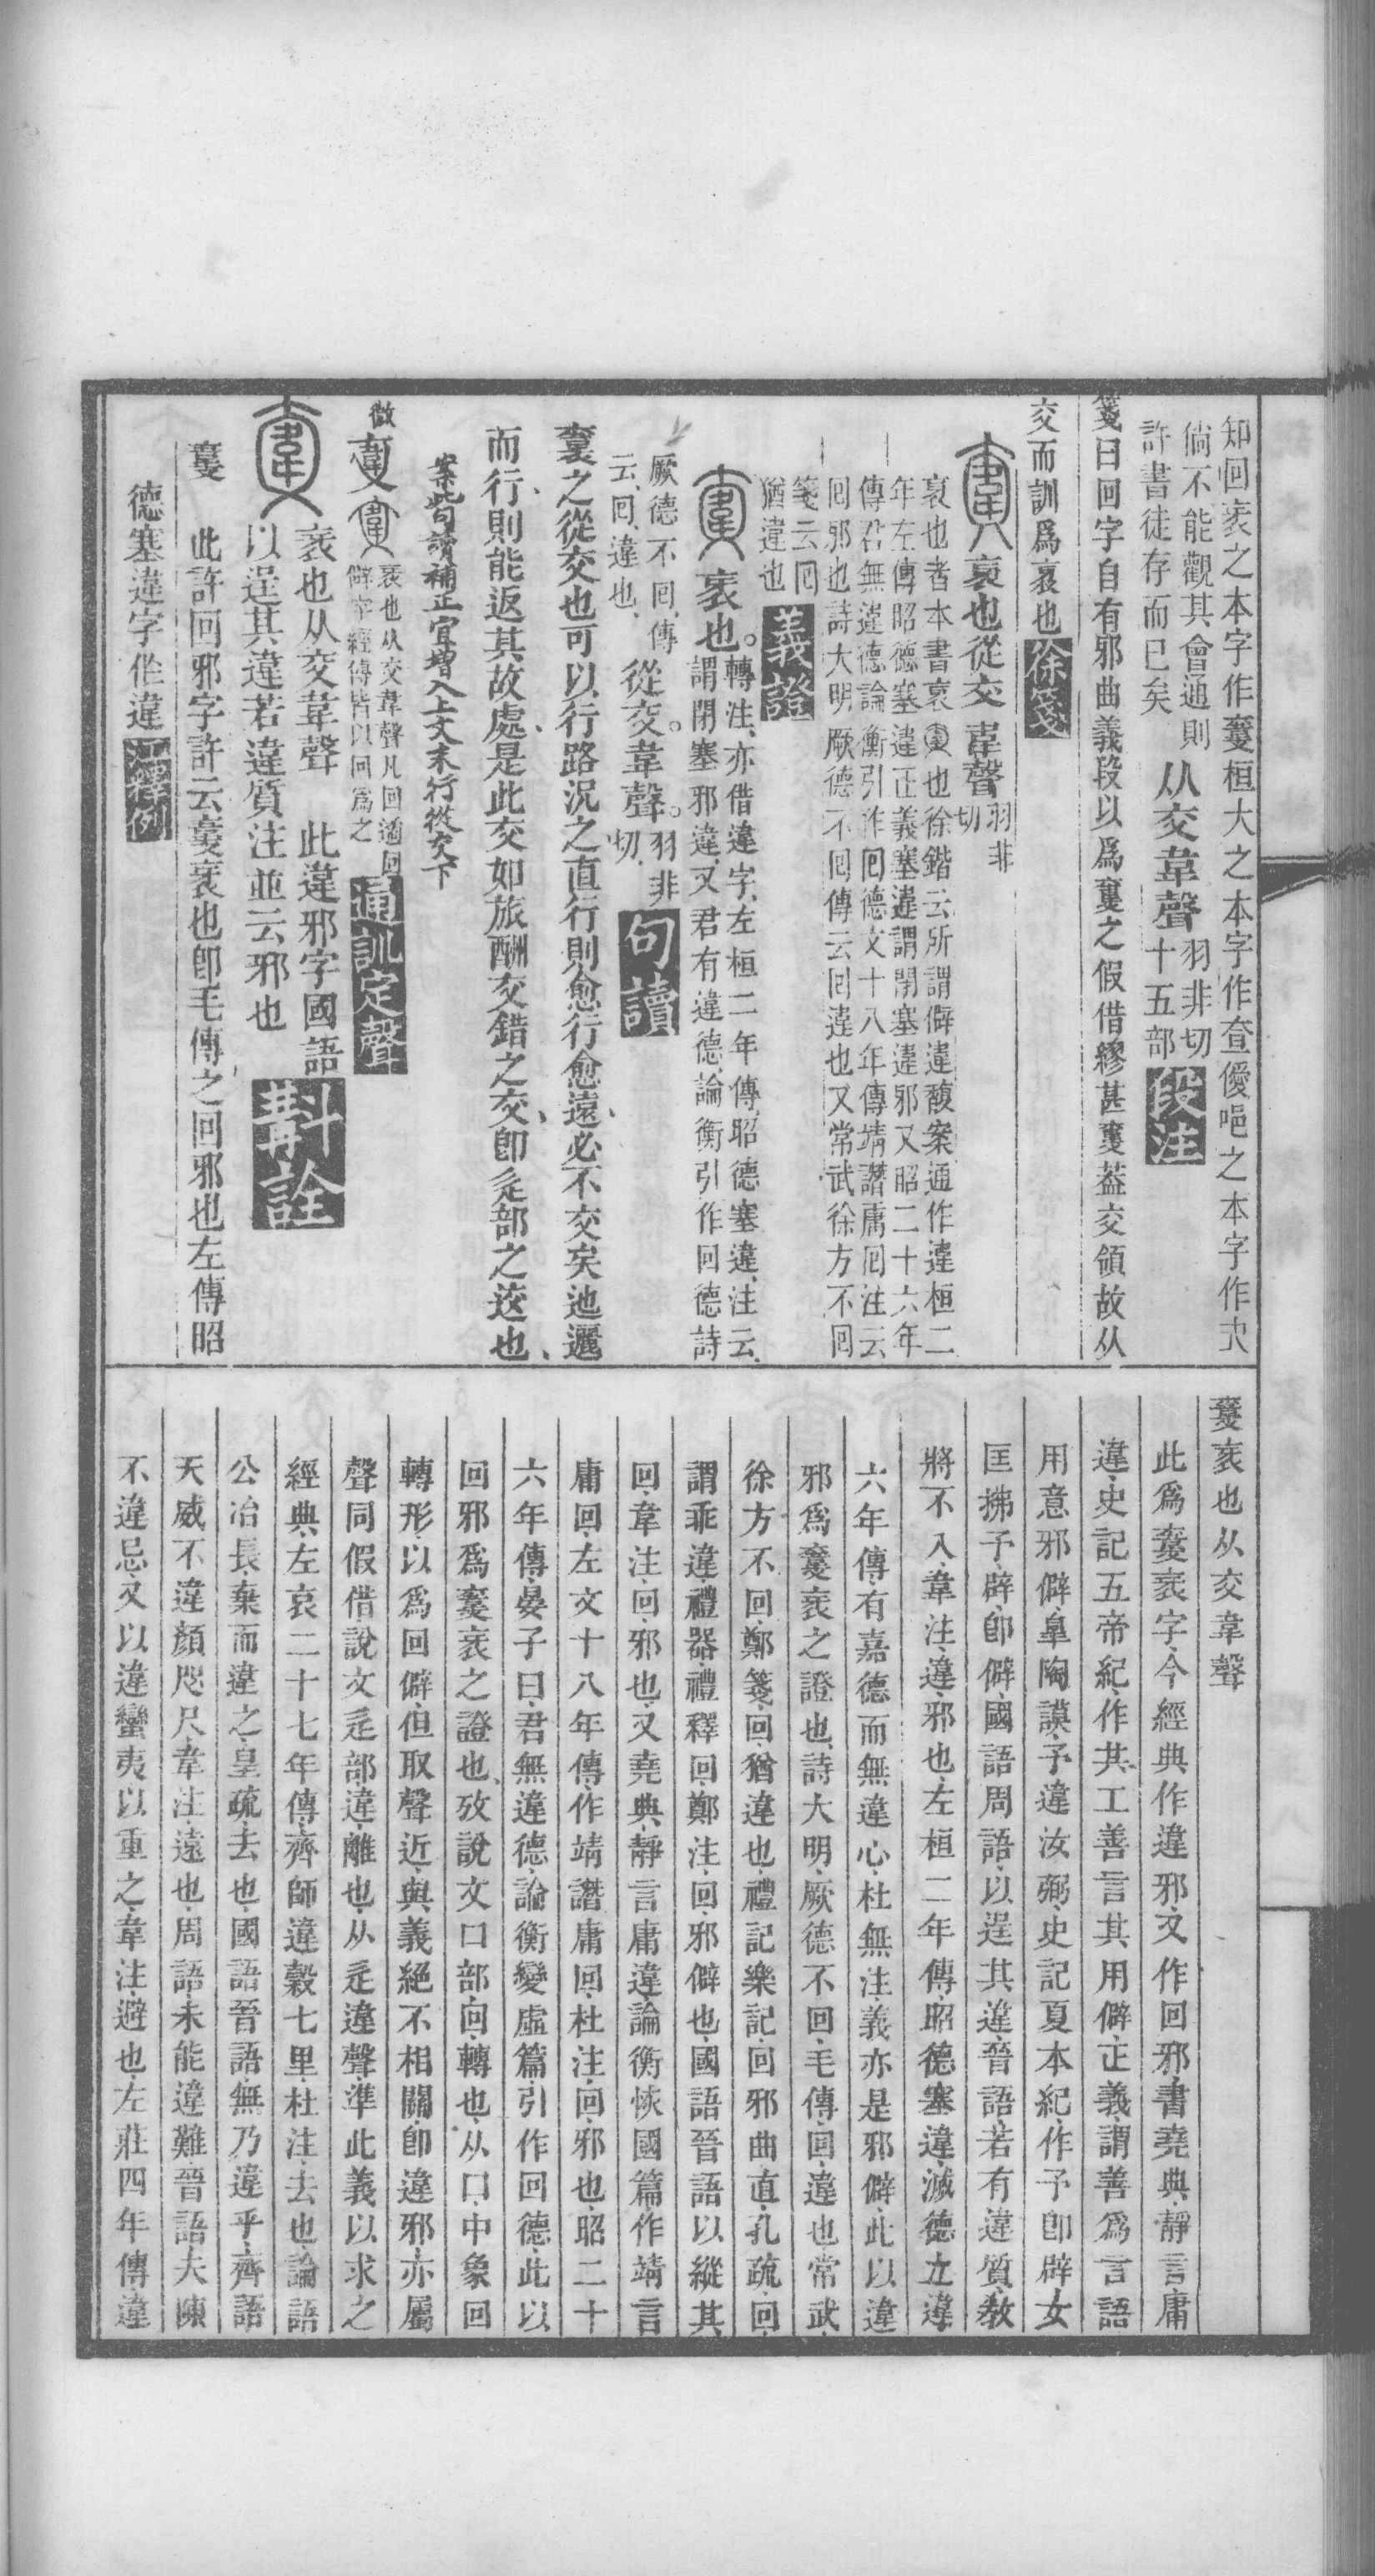 知回衺之本字作𡚇桓大之本字作查僾唈之本字作旡
倘不能觀其會通則
許書徒存而已矣
从交韋聲
羽非切
十五部
段注
箋曰回字自有邪曲義段以爲𡚇之假借繆甚𡚇葢交領故从
交而訓爲裹也
徐箋
裹也從交韋聲
羽非
切
裹也者本書裹𡚇也徐鍇云所謂僻違馥案通作違桓二
年左傳昭德塞違正義塞違謂閉塞違邪又昭二十六年
傳君無違德論衡引作回德文十八年傳靖譖庸回注云
回邪也詩大明厥德不回傳云回違也又常武徐方不回
箋云回
猶違也
義證
衺也。
轉注、亦借違字、左桓二年傳、昭德塞違、注云、
謂閉塞邪違、又君有違德、論衡引作回德、詩
厥德不回、傳
云、回、違也、
從交。韋聲。
羽非
切、
句讀
𡚇之從交也可以行路況之直行則愈行愈遠必不交矣迆邐
而行、則能返其故處、是此交如旅酬交錯之交、卽辵部之这也、
案此句讀補正宜增入上文末行從交下
微
𡚇
衺也从交韋聲凡回遹回
僻字經傳皆以回爲之
通訓定聲
衺也从交韋聲　此違邪字國語
以逞其違若違質注並云邪也
斠詮
𡚇
此許回邪字許云𡚇衺也卽毛傳之回邪也左傳昭
德塞違字㑅違
江釋例
𡚇衺也从交韋聲
此爲𡚇衺字今經典作違邪又作回邪書堯典靜言庸
違史記五帝紀作共工善言其用僻正義謂善爲言語
用意邪僻皐陶謨予違汝弼史記夏本紀作予卽辟女
匡拂予辟卽僻國語周語以逞其違晉語若有違質教
將不入韋注違邪也左桓二年傳昭德塞違滅德立違
六年傳有嘉德而無違心杜無注義亦是邪僻此以違
邪爲𡚇衺之證也詩大明厥德不回毛傳回違也常武
徐方不回鄭箋回猶違也禮記樂記回邪曲直孔疏回
謂乖違禮器禮釋回鄭注回邪僻也國語晉語以縱其
回韋注回邪也又堯典靜言庸違論衡恢國篇作靖言
庸回左文十八年傳作靖譖庸回杜注回邪也昭二十
六年傳晏子曰君無違德論衡變虛篇引作回德此以
回邪爲𡚇衺之證也攷說文口部回轉也从口中象回
轉形以爲回僻但取聲近與義絕不相關卽違邪亦屬
聲同假借說文辵部違離也从辵違聲準此義以求之
經典左哀二十七年傳齊師違穀七里杜注去也論語
公冶長棄而違之皇疏去也國語晉語無乃違乎齊語
天威不違顏咫尺韋注遠也周語未能違難晉語夫陳
不違忌又以違蠻夷以重之韋注避也左莊四年傳違